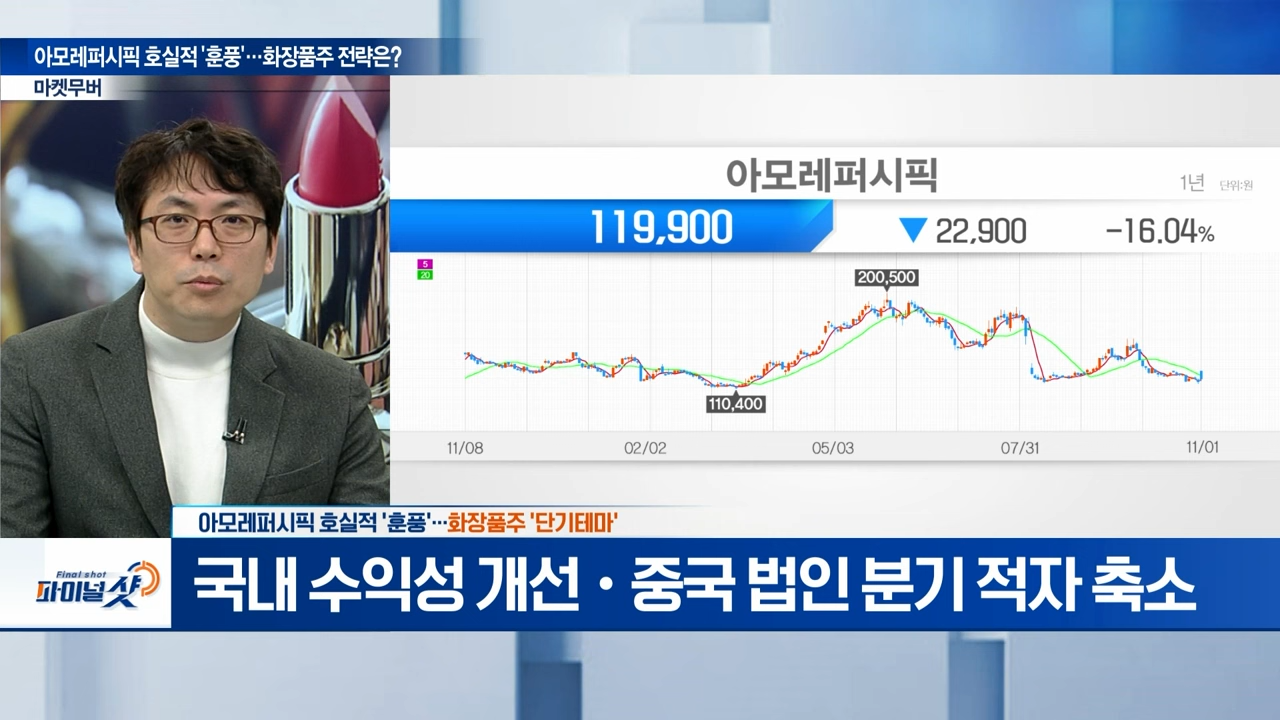 아모레퍼시픽 호실적 '훈풍'…화장품주 전략은?
마켓무버
아모레퍼시픽
1년 단위:원
119,900 ▼ 22,900 -16.04%
5
20
200,500
110,400
11/08 02/02 05/03 07/31 11/01
아모레퍼시픽 호실적 '훈풍'…화장품주 '단기테마'
Final shot
파이널샷
국내 수익성 개선·중국 법인 분기 적자 축소